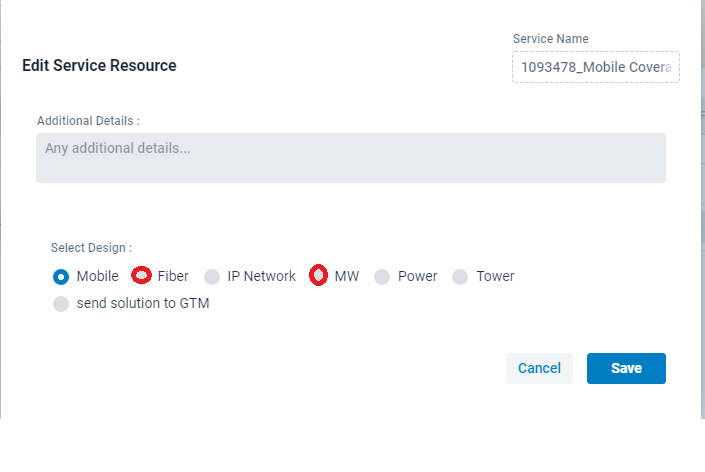 Service Name
Edit Service Resource
1093478_Mobile Covera
Additional Details :
Any additional details...
Select Design :
Mobile Fiber IP Network MW Power Tower
send solution to GTM
Cancel Save